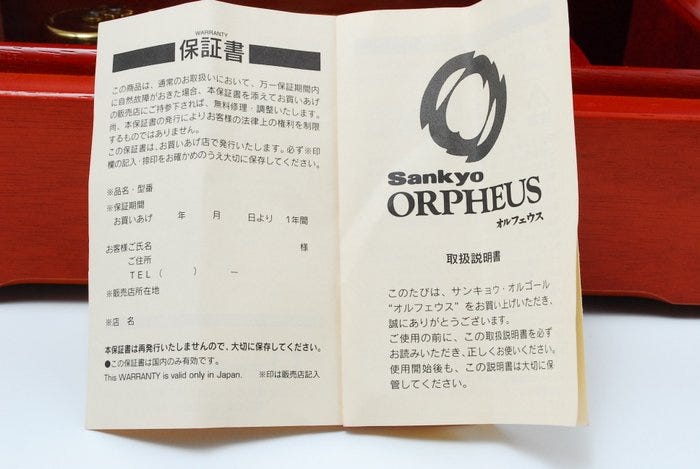 WARRANTY
保証書
この商品は、通常のお取扱いにおいて、万一保証期間内
に自然故障がおきた場合、本保証書を添えてお買いあげ
の販売店にご持参下されば、無料修理・調整いたします。
尚、本保証書の発行によりお客様の法律上の権利を制限
するものではありません。
この保証書は、お買いあげ店で発行いたします。必ず※印
欄の記入・捺印をお確かめのうえ大切に保存してください。
※品名・型番
※保証期間
お買いあげ 年 月 日より 1年間
お客様ご氏名 様
ご住所
TEL ( ) −
※販売店所在地
※店 名
本保証書は再発行いたしませんので、大切に保存してください。
●この保証書は国内のみ有効です。
This WARRANTY is valid only in Japan. ※印は販売店記入
Sankyo
ORPHEUS
オルフェウス
取扱説明書
このたびは、サンキョウ・オルゴール
“オルフェウス”をお買い上げいただき、
誠にありがとうございます。
ご使用の前に、この取扱説明書を必ず
お読みいただき、正しくお使いください。
使用開始後も、この説明書は大切に保
管してください。